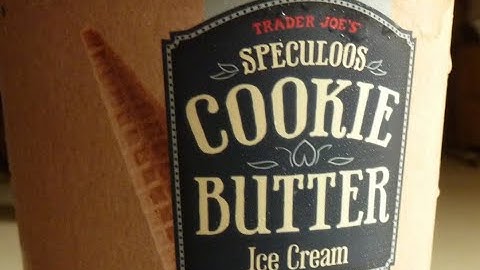 TRADER JOE'S
SPECULOOS
COOKIE
BUTTER
Ice Cream